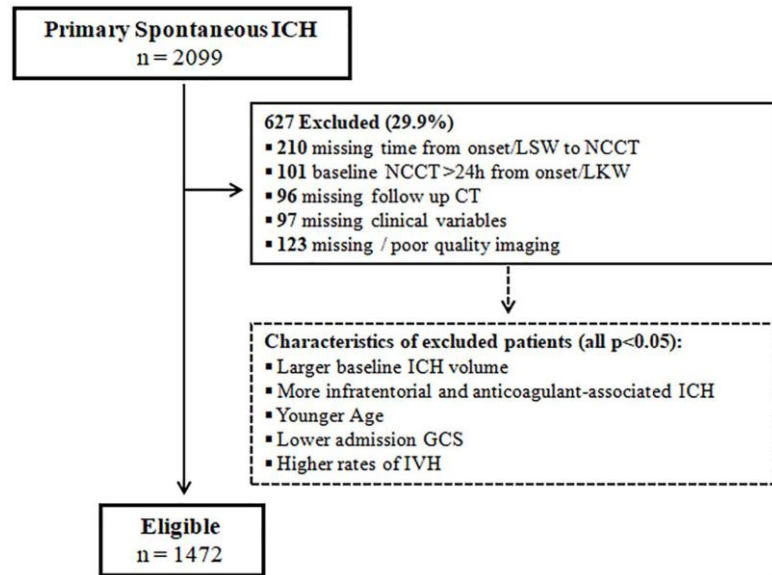 Primary Spontaneous ICH
n = 2099
627 Excluded (29.9%)
▪ 210 missing time from onset/LSW to NCCT
▪ 101 baseline NCCT >24h from onset/LKW
▪ 96 missing follow up CT
▪ 97 missing clinical variables
▪ 123 missing / poor quality imaging
Characteristics of excluded patients (all p<0.05):
▪ Larger baseline ICH volume
▪ More infratentorial and anticoagulant-associated ICH
▪ Younger Age
▪ Lower admission GCS
▪ Higher rates of IVH
Eligible
n = 1472